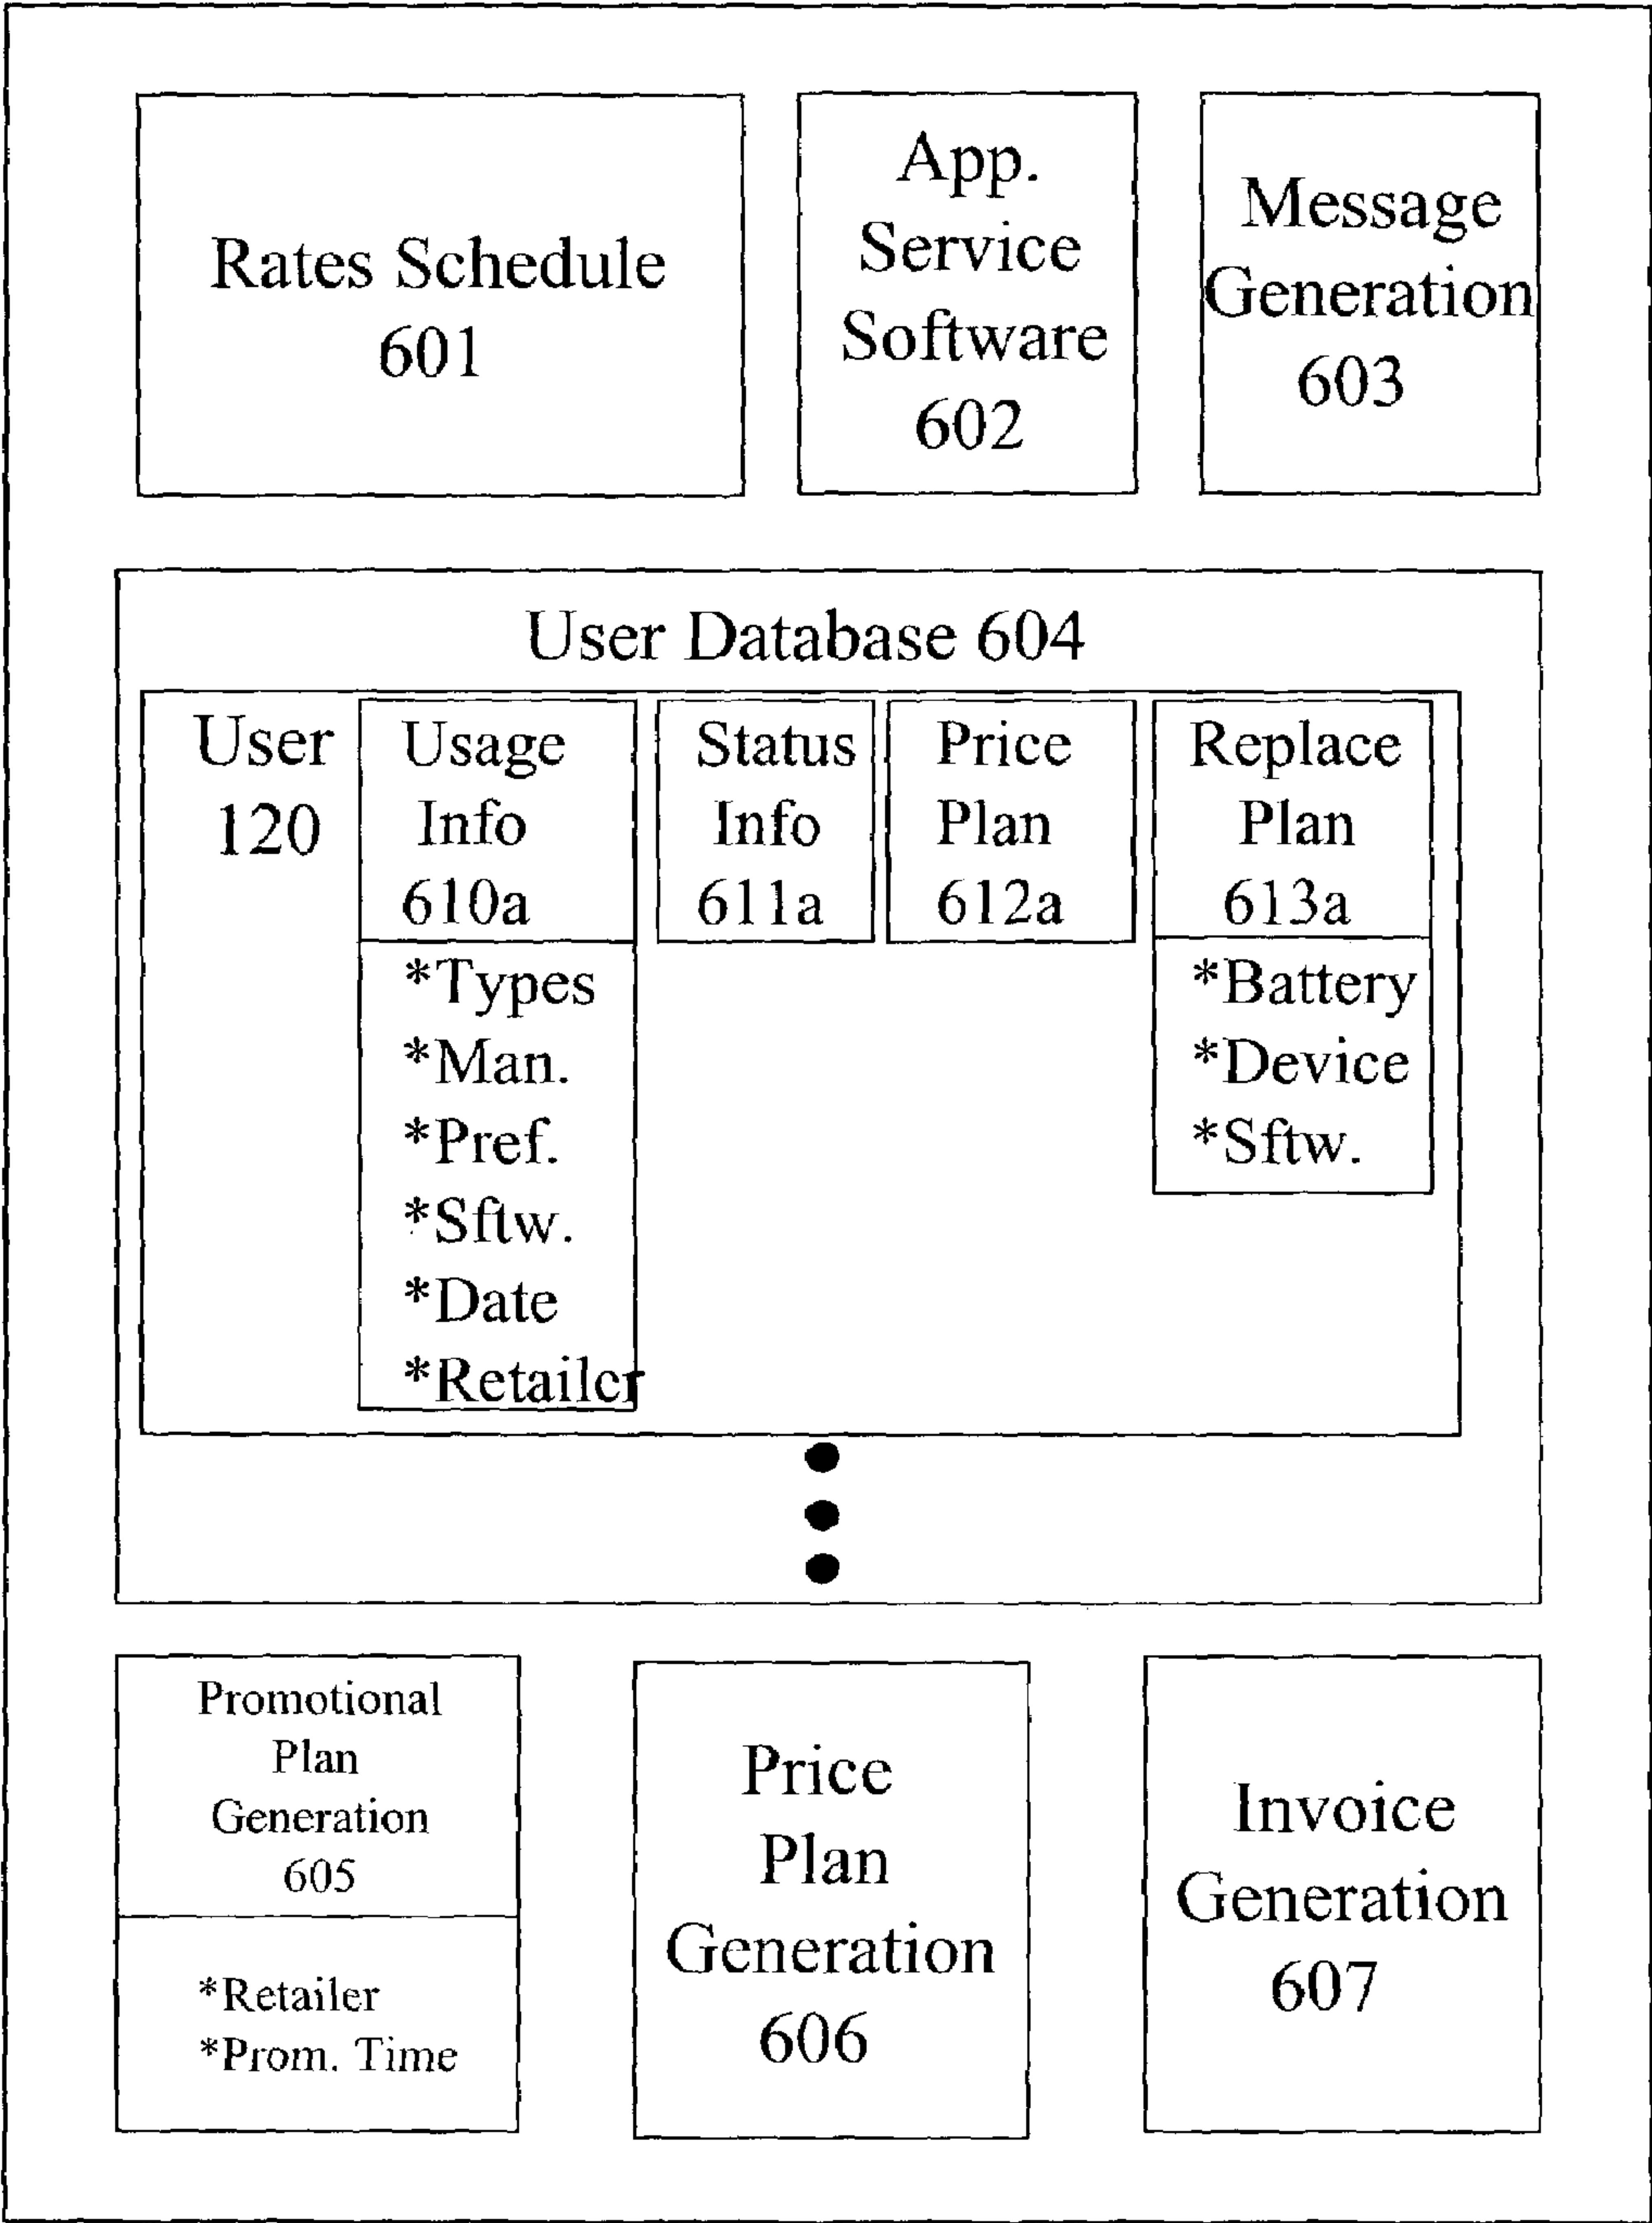 Rates Schedule
601
App.
Service
Software
602
Message
Generation
603
User Database 604
User
120
Usage
Info
610a
*Types
*Man.
*Pref.
*Sftw.
*Date
*Retailer
Status
Info
611a
Price
Plan
612a
Replace
Plan
613a
*Battery
*Device
*Sftw.
Promotional
Plan
Generation
605
*Retailer
*Prom. Time
Price
Plan
Generation
606
Invoice
Generation
607